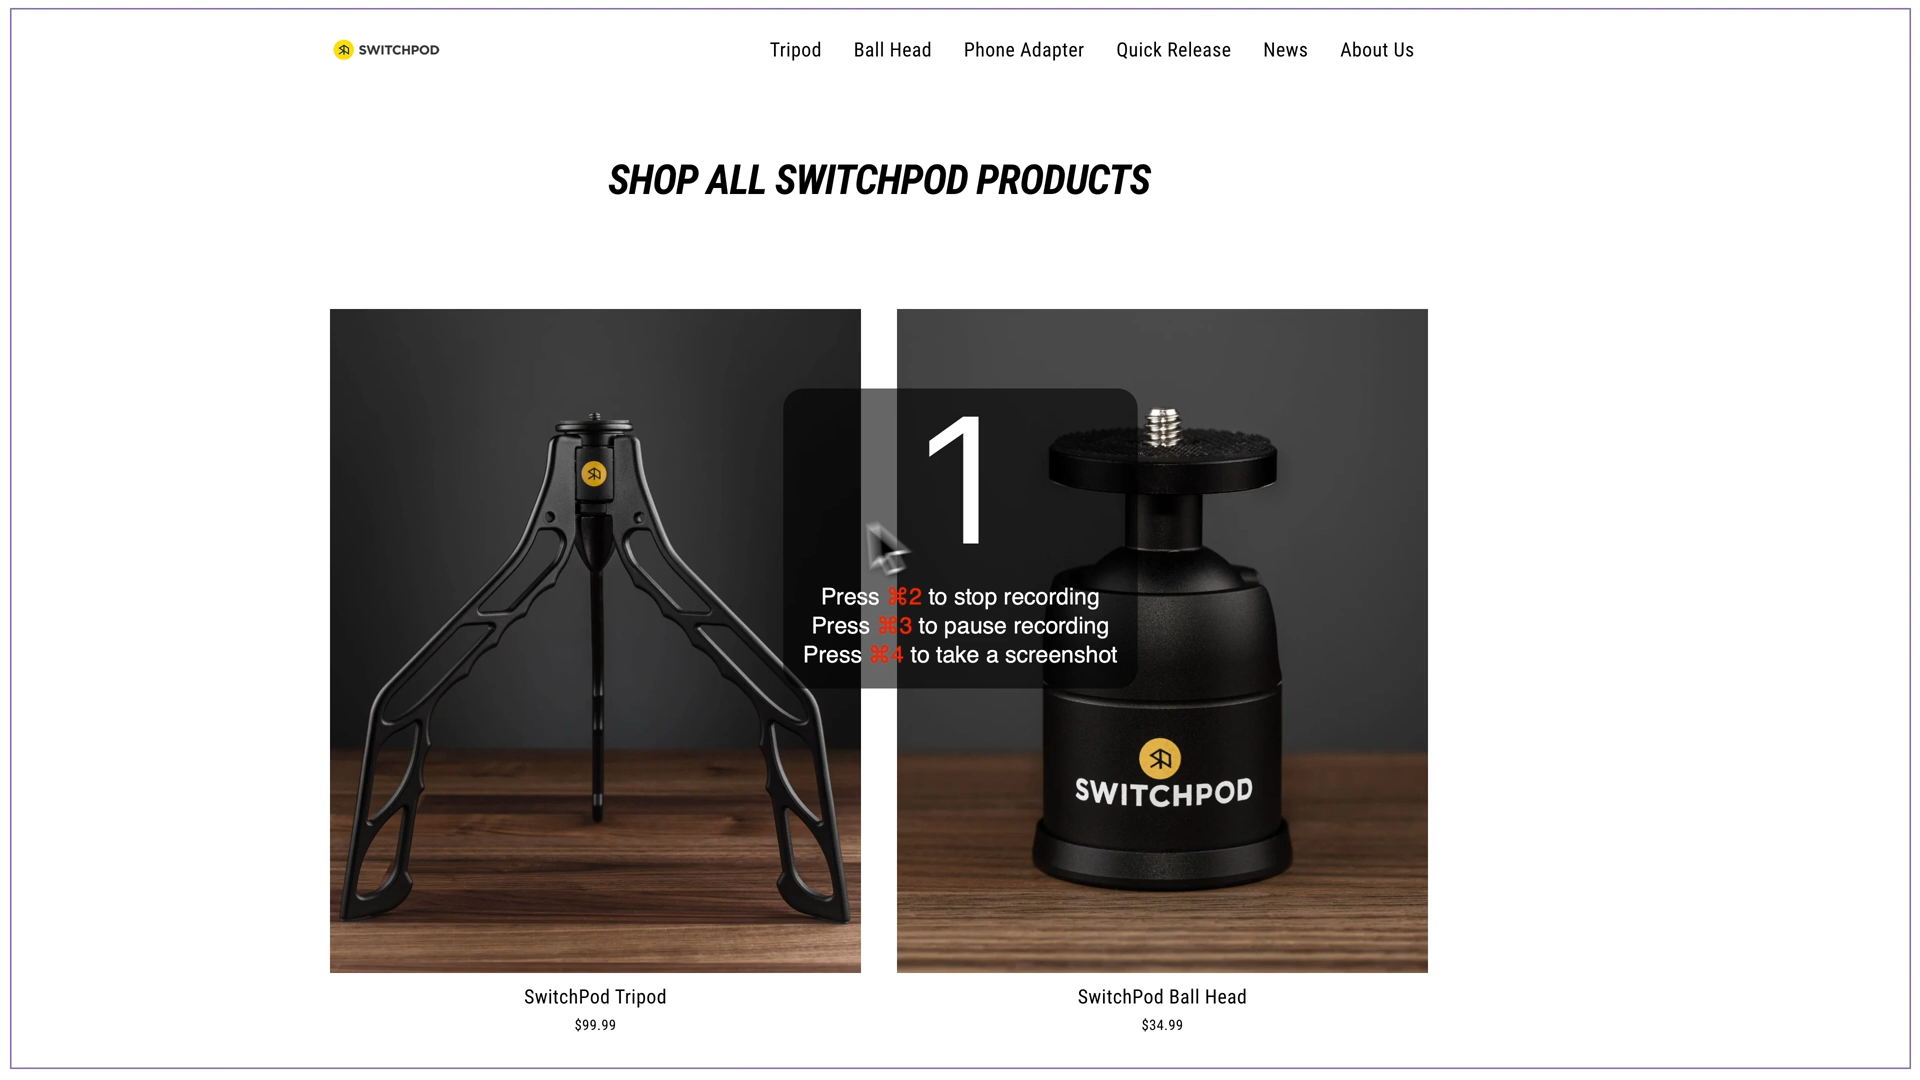 SWITCHPOD
Tripod Ball Head Phone Adapter Quick Release News About Us
SHOP ALL SWITCHPOD PRODUCTS
1
Press ⌘2 to stop recording
Press ⌘3 to pause recording
Press ⌘4 to take a screenshot
SWITCHPOD
SwitchPod Tripod
$99.99
SwitchPod Ball Head
$34.99